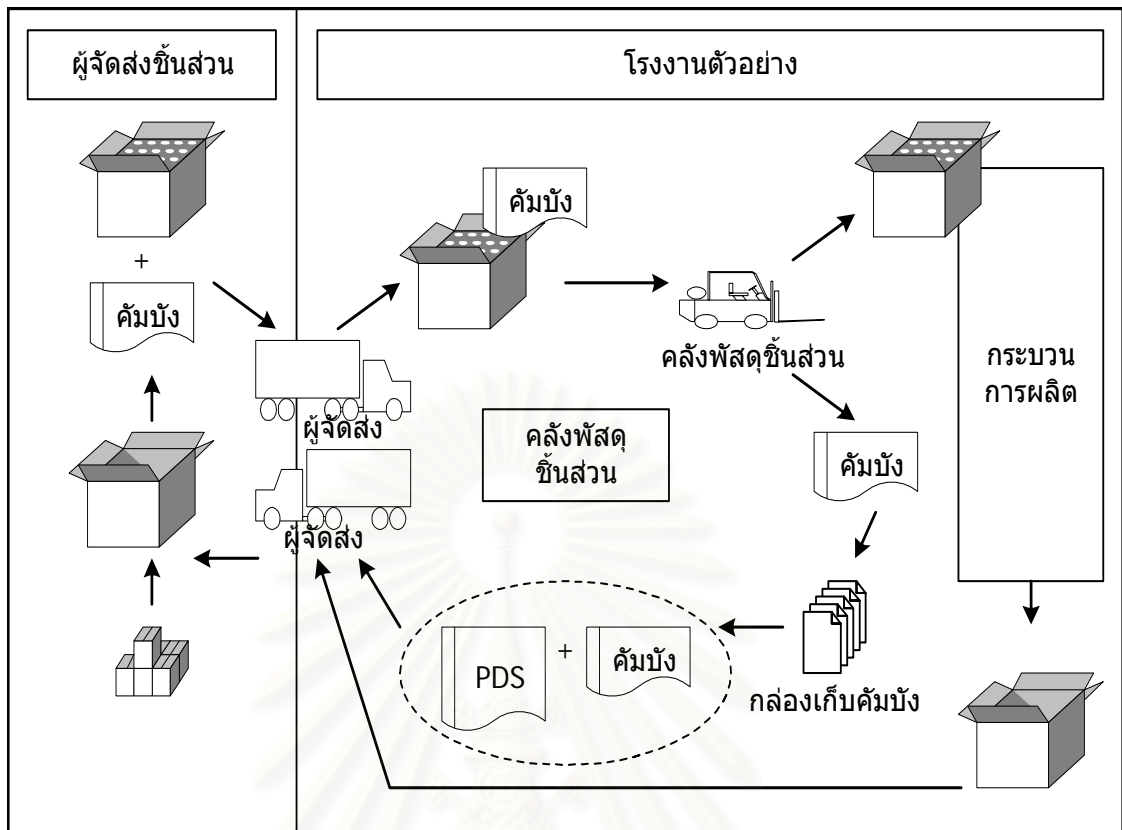 ผู้จัดส่งชิ้นส่วน
โรงงานตัวอย่าง
คัมบัง
+
คัมบัง
คลังพัสดุชิ้นส่วน
กระบวน
การผลิต
ผู้จัดส่ง
คลังพัสดุ
ชิ้นส่วน
คัมบัง
ผู้จัดส่ง
PDS + คัมบัง
กล่องเก็บคัมบัง